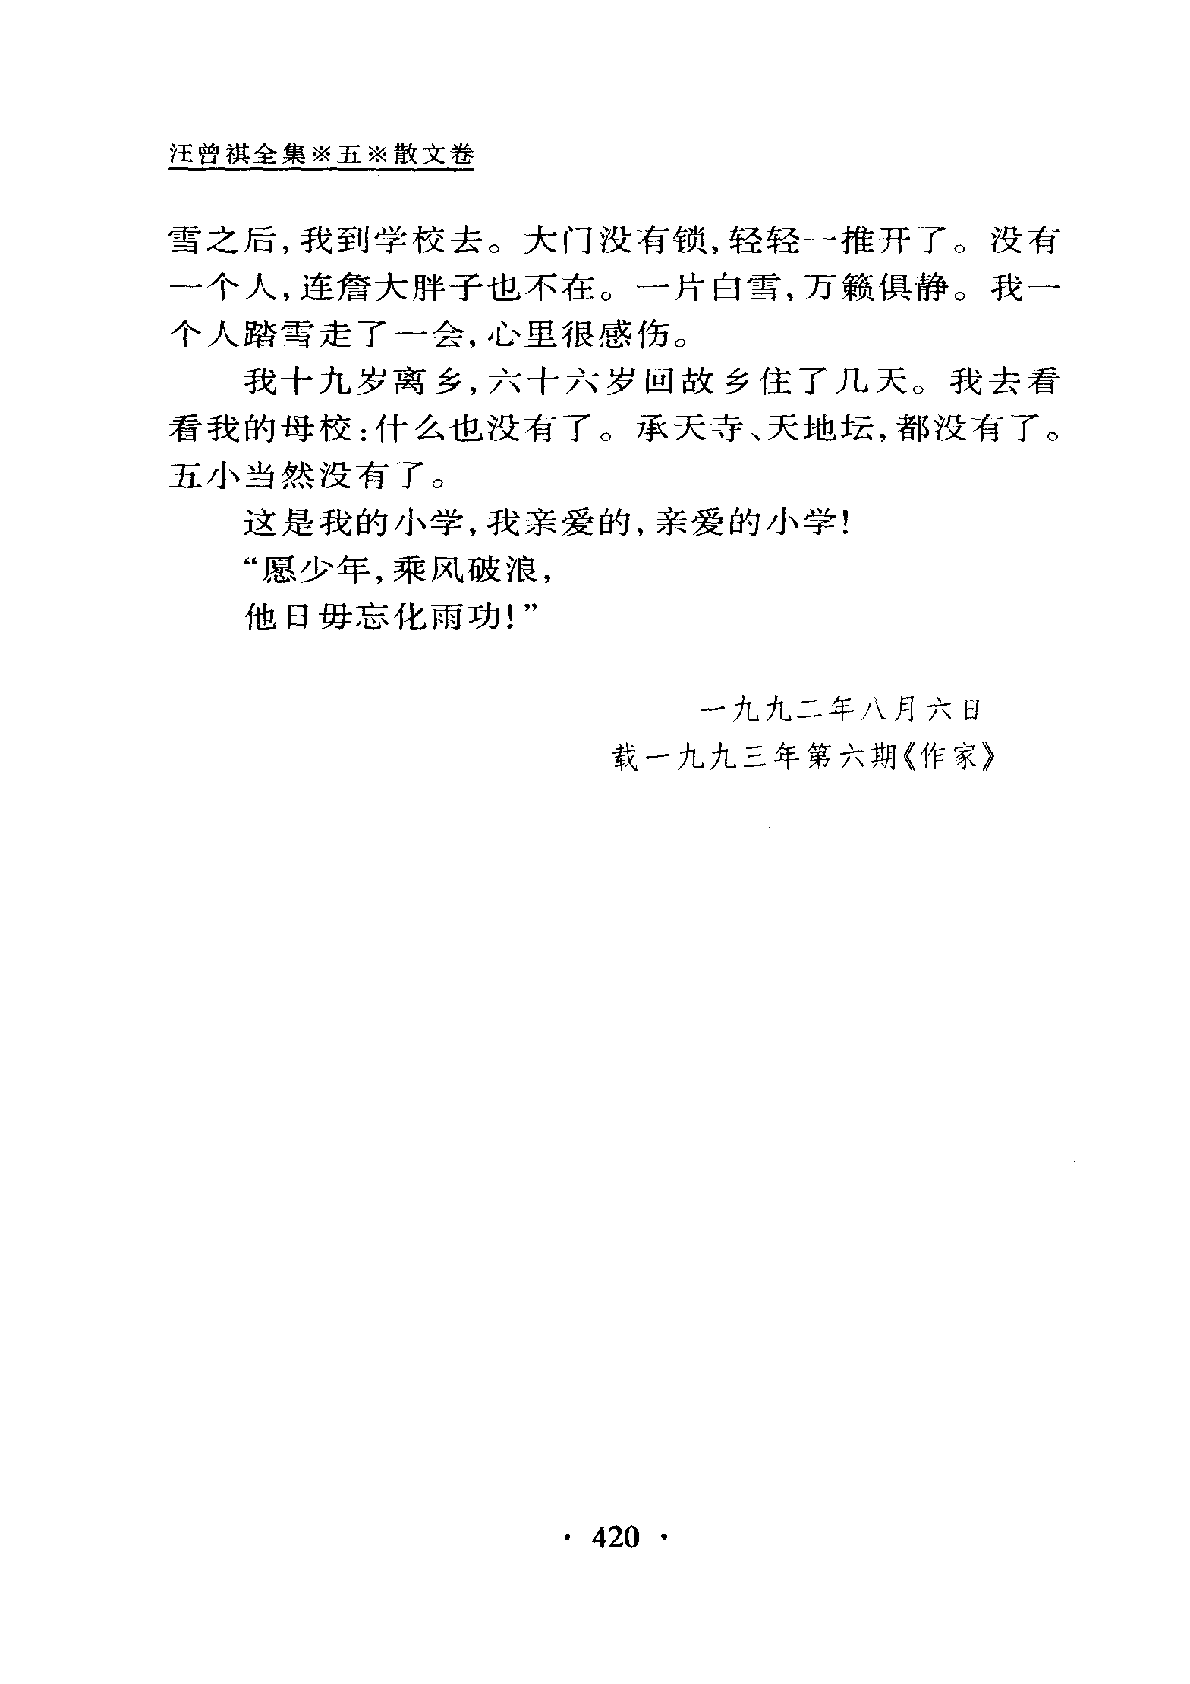 汪曾祺全集※五※散文卷
雪之后,我到学校去。大门没有锁,轻轻一推开了。没有
一个人,连詹大胖子也不在。一片白雪,万籁俱静。我一
个人踏雪走了一会,心里很感伤。
我十九岁离乡,六十六岁回故乡住了几天。我去看
看我的母校:什么也没有了。承天寺、天地坛,都没有了。
五小当然没有了。
这是我的小学,我亲爱的,亲爱的小学!
“愿少年,乘风破浪,
他日毋忘化雨功!”
一九九二年八月六日
载一九九三年第六期《作家》
· 420 ·